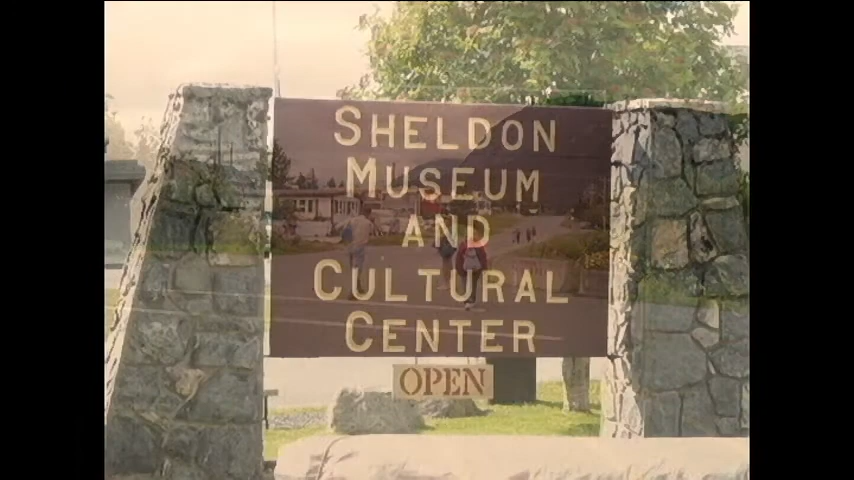 SHELDON
MUSEUM
AND
CULTURAL
CENTER
OPEN